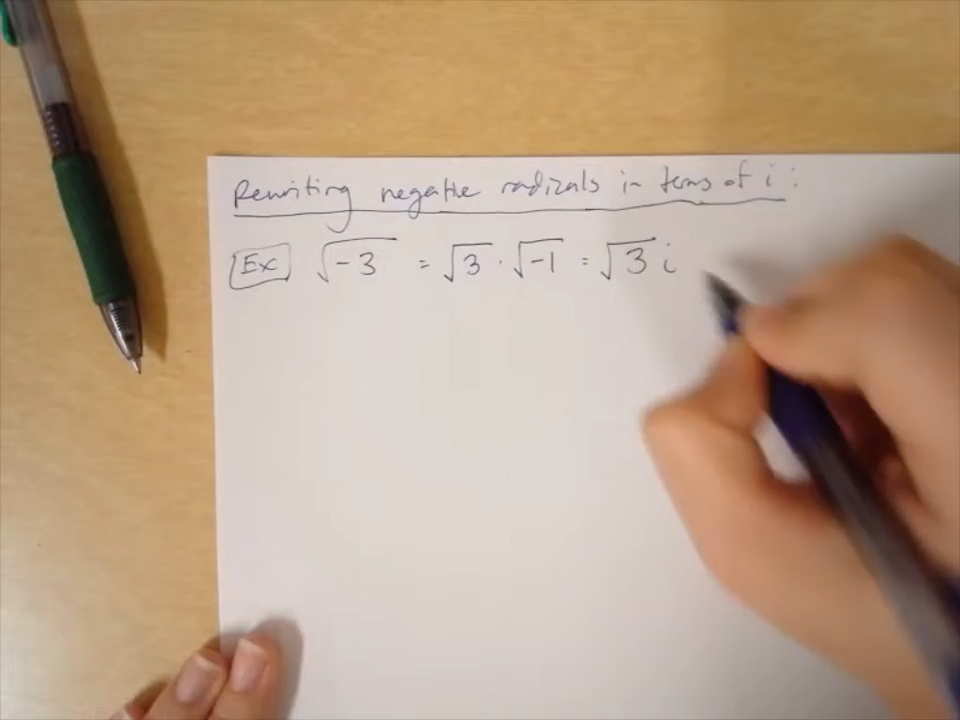 Rewriting negative radicals in terms of i :
Ex √-3 = √3 · √-1 = √3 i